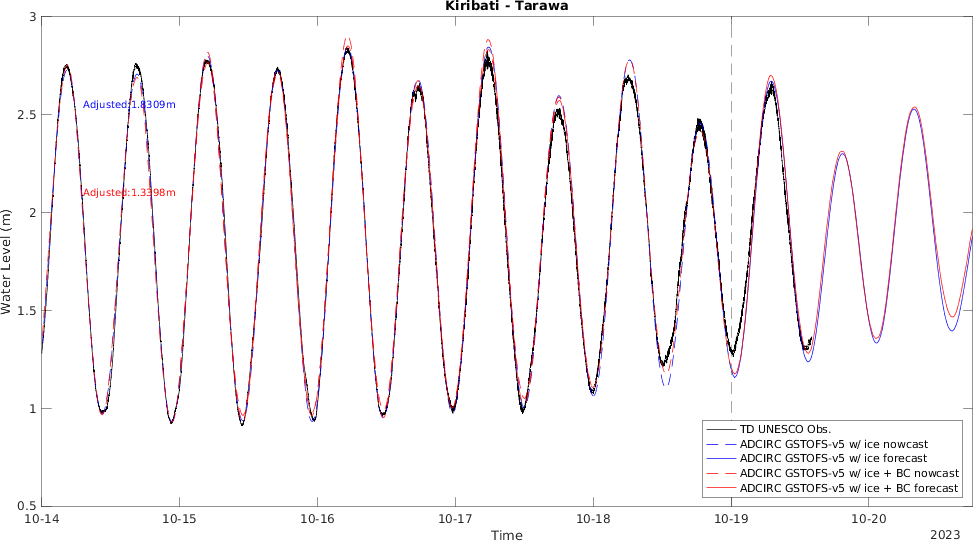 Kiribati - Tarawa
3
2.5
2
1.5
1
0.5
Water Level (m)
Adjusted:1.8309m
Adjusted:1.3398m
TD UNESCO Obs.
ADCIRC GSTOFS-v5 w/ ice nowcast
ADCIRC GSTOFS-v5 w/ ice forecast
ADCIRC GSTOFS-v5 w/ ice + BC nowcast
ADCIRC GSTOFS-v5 w/ ice + BC forecast
10-14 10-15 10-16 10-17 10-18 10-19 10-20
Time
2023